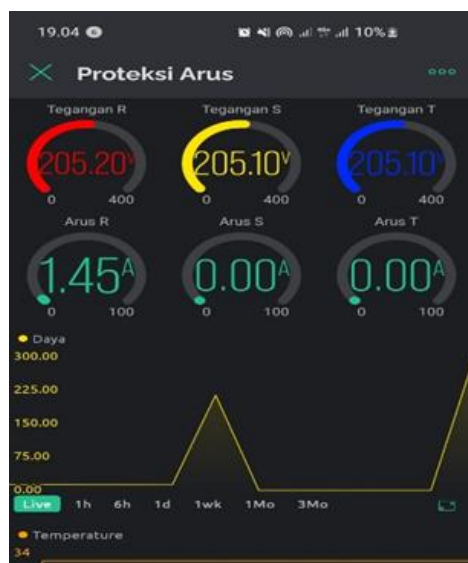 19.04 10%
Proteksi Arus
Tegangan R Tegangan S Tegangan T
205.20V 205.10V 205.10V
0 400 0 400 0 400
Arus R Arus S Arus T
1.45A 0.00A 0.00A
0 100 0 100 0 100
Daya
300.00
225.00
150.00
75.00
0.00
Live 1h 6h 1d 1wk 1Mo 3Mo
Temperature
34